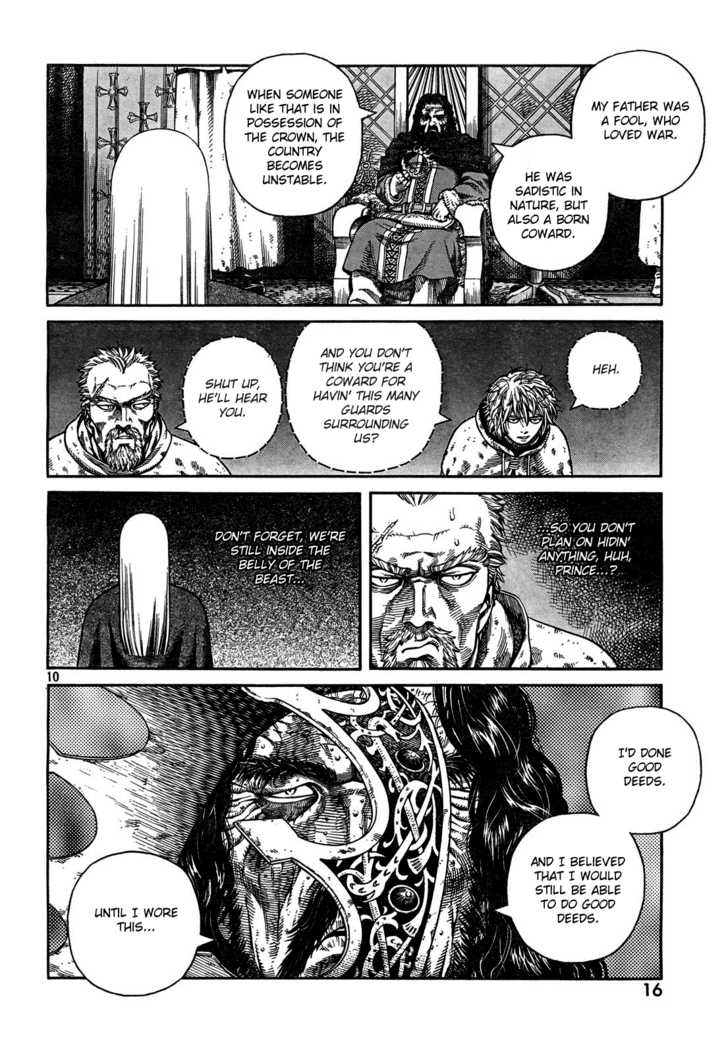 MY FATHER WAS
A FOOL, WHO
LOVED WAR.
HE WAS
SADISTIC IN
NATURE, BUT
ALSO A BORN
COWARD.
WHEN SOMEONE
LIKE THAT IS IN
POSSESSION OF
THE CROWN, THE
COUNTRY
BECOMES
UNSTABLE.
HEH.
AND YOU DON'T
THINK YOU'RE A
COWARD FOR
HAVIN' THIS MANY
GUARDS
SURROUNDING
US?
SHUT UP,
HE'LL HEAR
YOU.
...SO YOU DON'T
PLAN ON HIDIN'
ANYTHING, HUH,
PRINCE...?
DON'T FORGET, WE'RE
STILL INSIDE THE
BELLY OF THE
BEAST...
10
I'D DONE
GOOD
DEEDS.
AND I BELIEVED
THAT I WOULD
STILL BE ABLE
TO DO GOOD
DEEDS.
UNTIL I WORE
THIS...
16